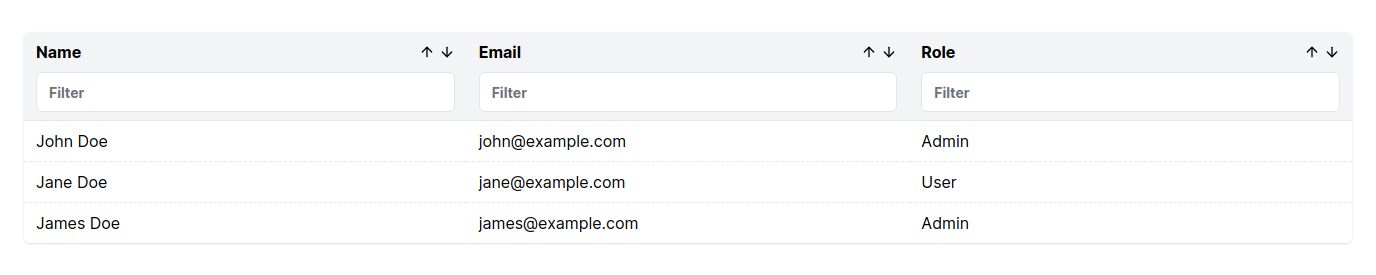 Name Email Role
Filter Filter Filter
John Doe john@example.com Admin
Jane Doe jane@example.com User
James Doe james@example.com Admin